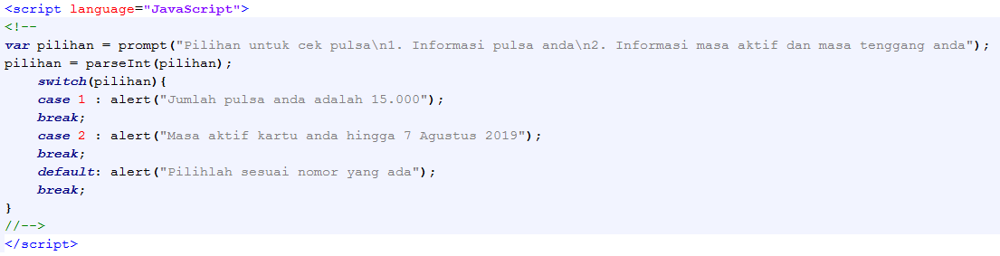 <script language="JavaScript">
<!--
var pilihan = prompt("Pilihan untuk cek pulsa\n1. Informasi pulsa anda\n2. Informasi masa aktif dan masa tenggang anda");
pilihan = parseInt(pilihan);
    switch(pilihan){
    case 1 : alert("Jumlah pulsa anda adalah 15.000");
    break;
    case 2 : alert("Masa aktif kartu anda hingga 7 Agustus 2019");
    break;
    default: alert("Pilihlah sesuai nomor yang ada");
    break;
}
//-->
</script>